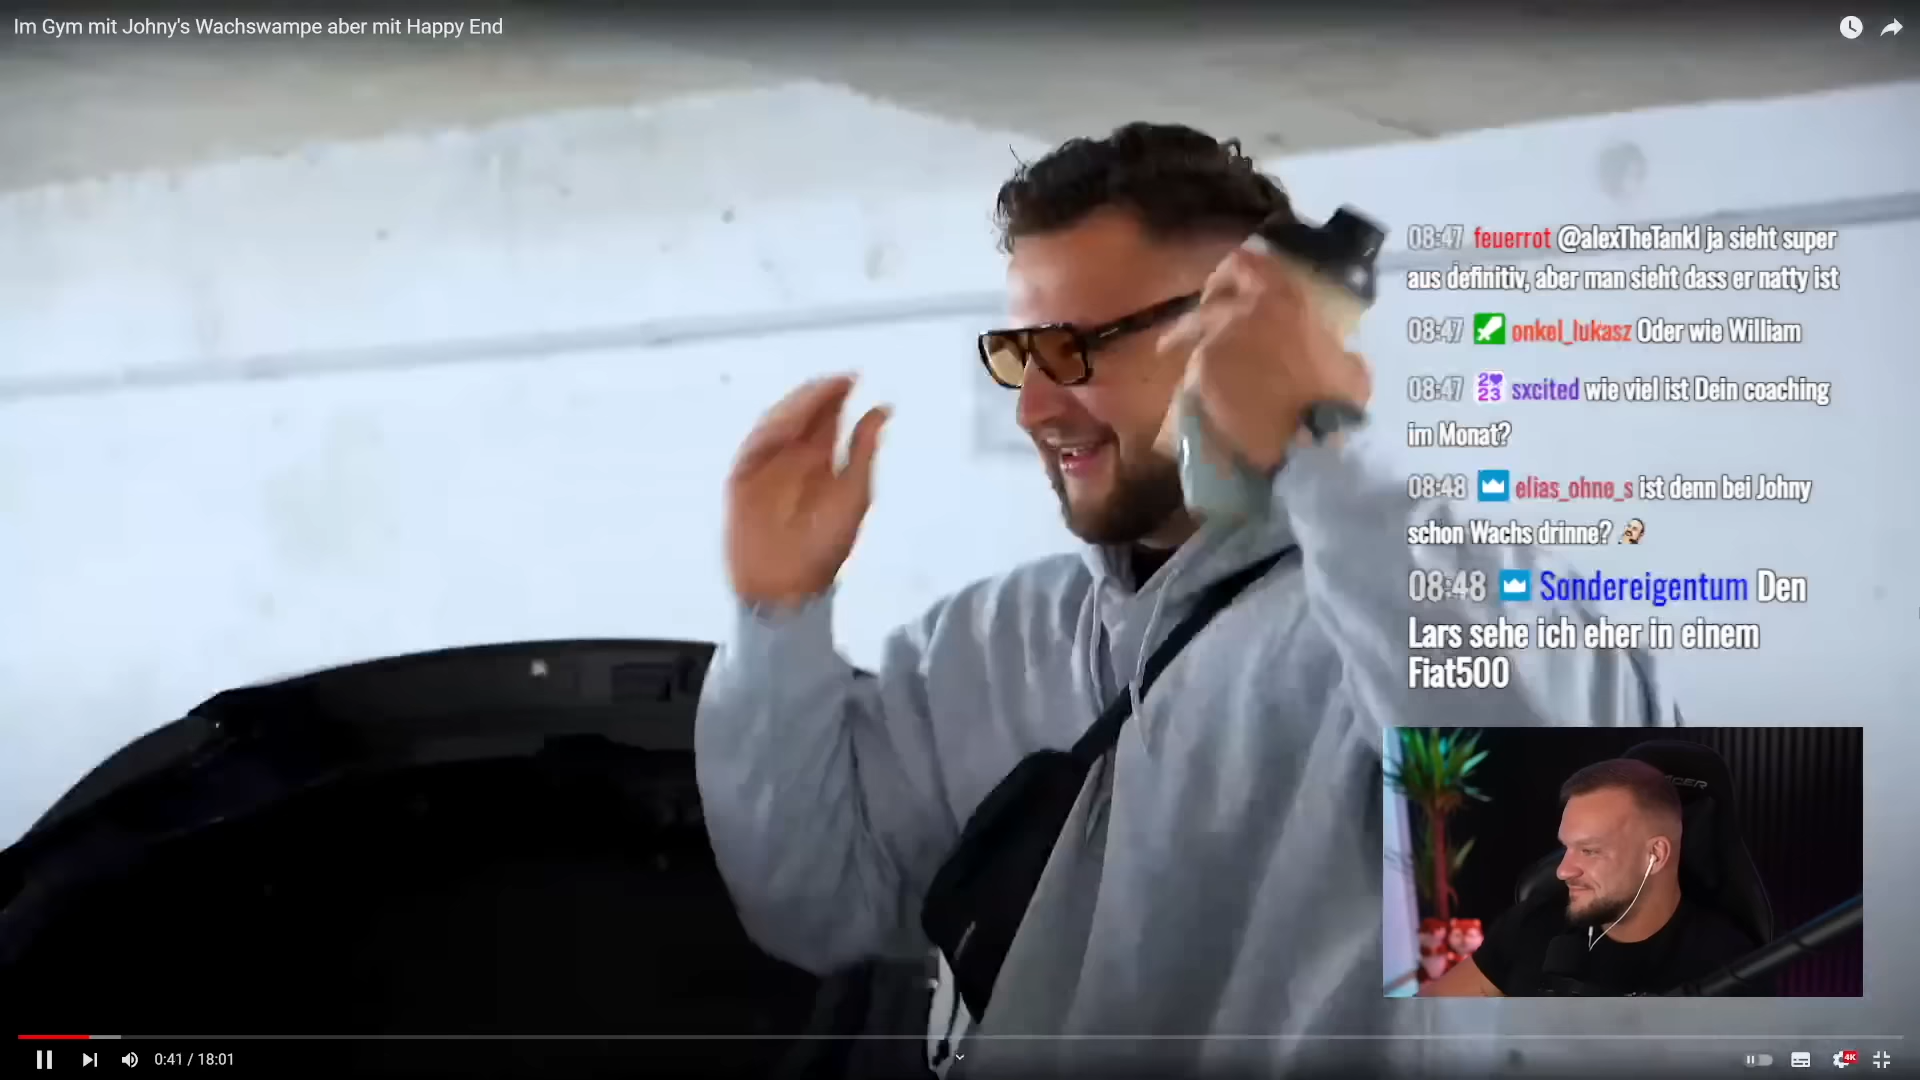 Im Gym mit Johny's Wachswampe aber mit Happy End
08:47 feuerrot @alexTheTankl ja sieht super
aus definitiv, aber man sieht dass er natty ist
08:47 onkel_lukasz Oder wie William
08:47 2023 sxcited wie viel ist Dein coaching
im Monat?
08:48 elias_ohne_s ist denn bei Johny
schon Wachs drinne?
08:48 Sondereigentum Den
Lars sehe ich eher in einem
Fiat500
0:41 / 18:01
4K